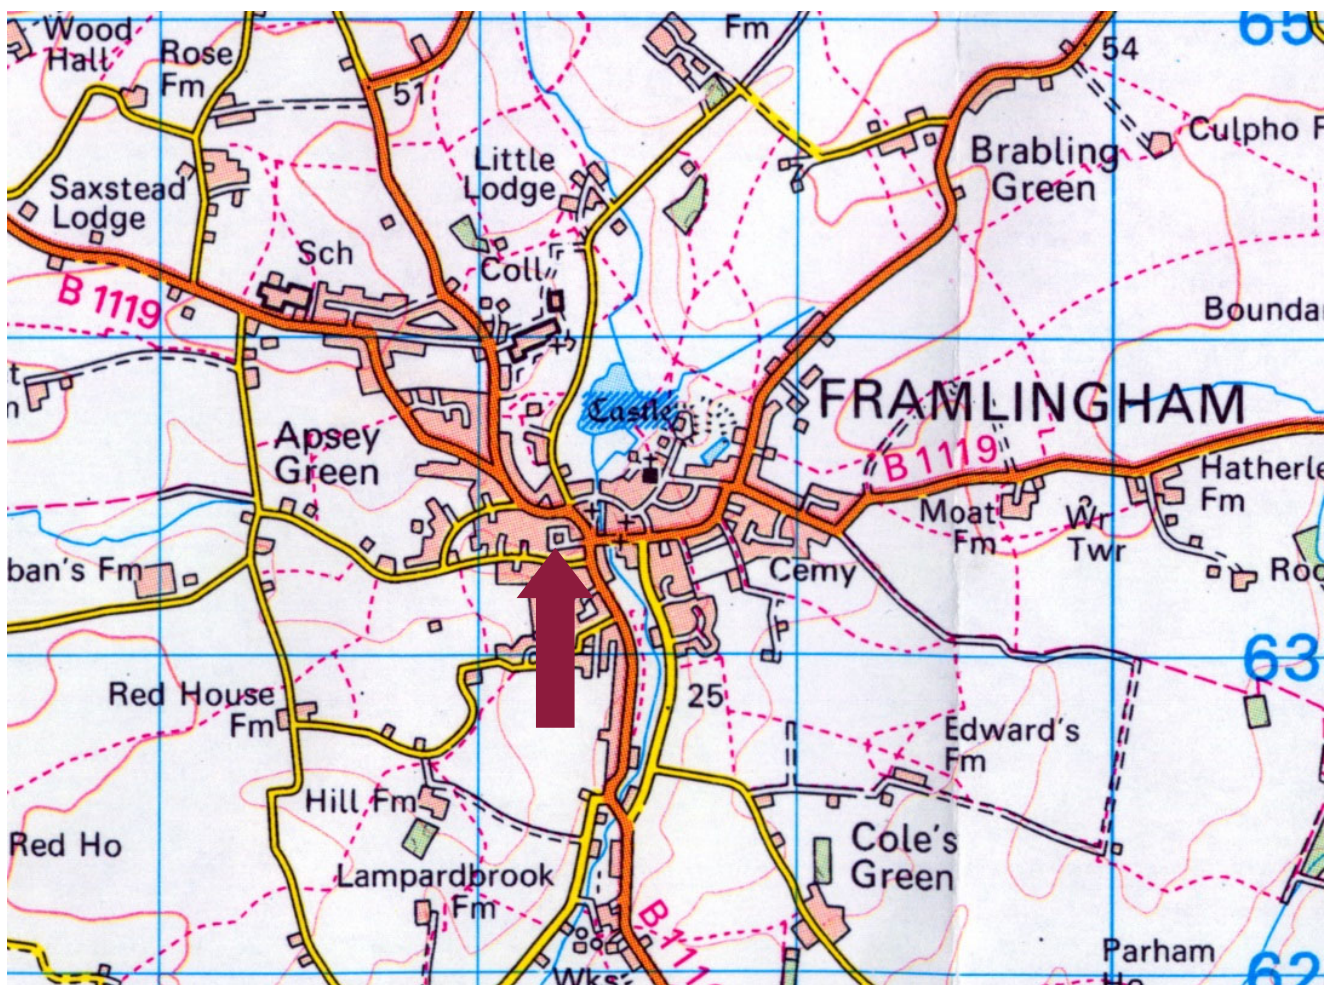 Wood
Hall
Rose
Fm
51
Fm
54
65
Culpho F
Little
Lodge
Brabling
Green
Saxstead
Lodge
Sch
Coll
B 1119
Boundar
Castle
FRAMLINGHAM
Apsey
Green
B 1119
Hatherle
Fm
Moat
Fm
Wr
Twr
ban's Fm
Cemy
Roo
63
Red House
Fm
25
Edward's
Fm
Hill Fm
Red Ho
Cole's
Green
Lampardbrook
Fm
B 111
Parham
Ho
Wks
62